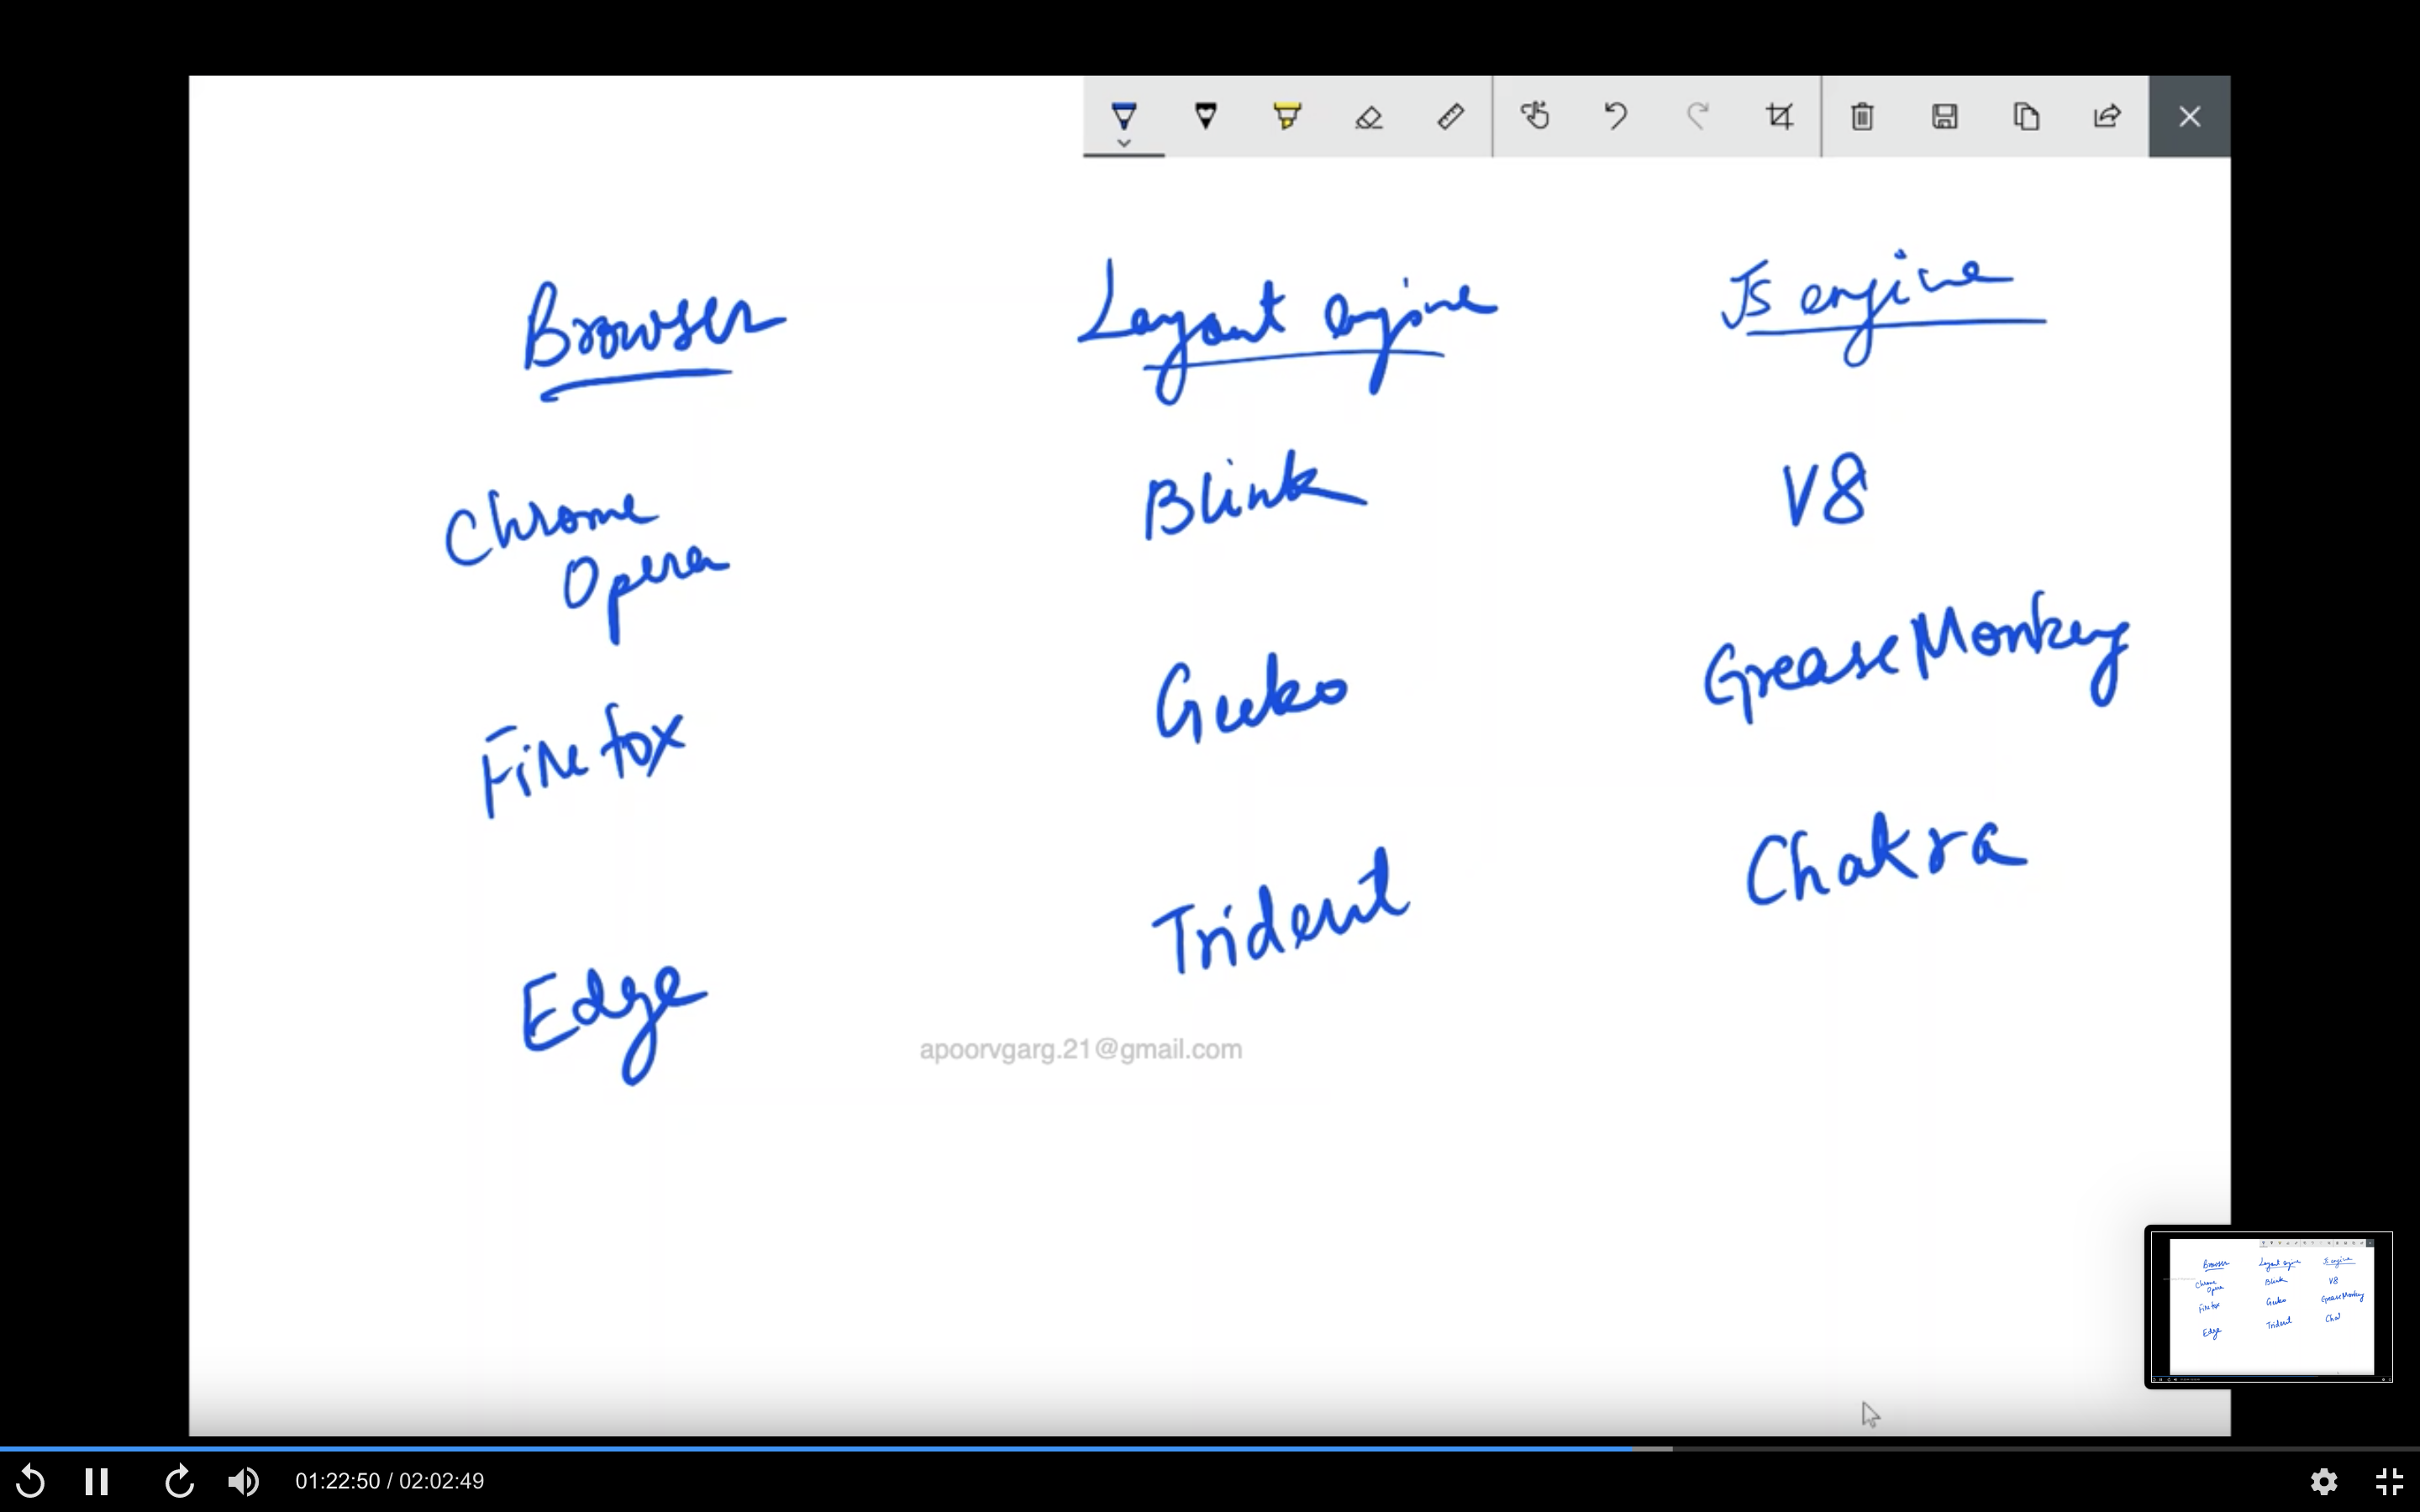 Browser Layout engine Js engine
Chrome Blink V8
Opera
Firefox Gecko GreaseMonkey
Edge Trident Chakra
apoorvgarg.21@gmail.com
01:22:50 / 02:02:49